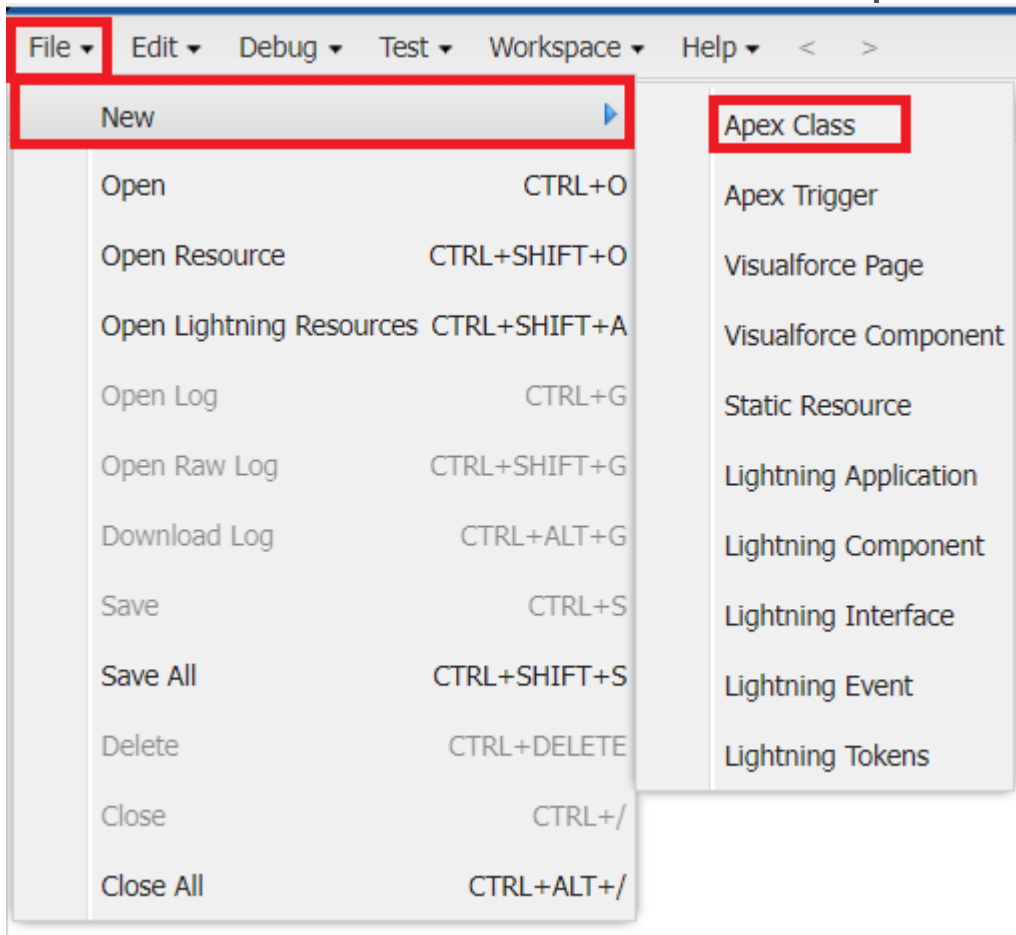 File Edit Debug Test Workspace Help < >
New
Open CTRL+O
Open Resource CTRL+SHIFT+O
Open Lightning Resources CTRL+SHIFT+A
Open Log CTRL+G
Open Raw Log CTRL+SHIFT+G
Download Log CTRL+ALT+G
Save CTRL+S
Save All CTRL+SHIFT+S
Delete CTRL+DELETE
Close CTRL+/
Close All CTRL+ALT+/
Apex Class
Apex Trigger
Visualforce Page
Visualforce Component
Static Resource
Lightning Application
Lightning Component
Lightning Interface
Lightning Event
Lightning Tokens